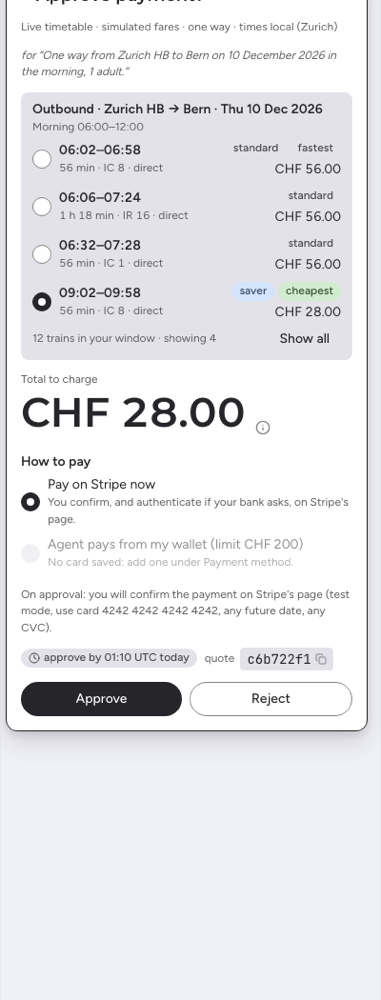 Approve payment?
Live timetable · simulated fares · one way · times local (Zurich)
for "One way from Zurich HB to Bern on 10 December 2026 in
the morning, 1 adult."
Outbound · Zurich HB → Bern · Thu 10 Dec 2026
Morning 06:00–12:00
06:02–06:58 standard fastest
56 min · IC 8 · direct CHF 56.00
06:06–07:24 standard
1 h 18 min · IR 16 · direct CHF 56.00
06:32–07:28 standard
56 min · IC 1 · direct CHF 56.00
09:02–09:58 saver cheapest
56 min · IC 8 · direct CHF 28.00
12 trains in your window · showing 4 Show all
Total to charge
CHF 28.00
How to pay
Pay on Stripe now
You confirm, and authenticate if your bank asks, on Stripe's
page.
Agent pays from my wallet (limit CHF 200)
No card saved: add one under Payment method.
On approval: you will confirm the payment on Stripe's page (test
mode, use card 4242 4242 4242 4242, any future date, any
CVC).
approve by 01:10 UTC today quote c6b722f1
Approve Reject